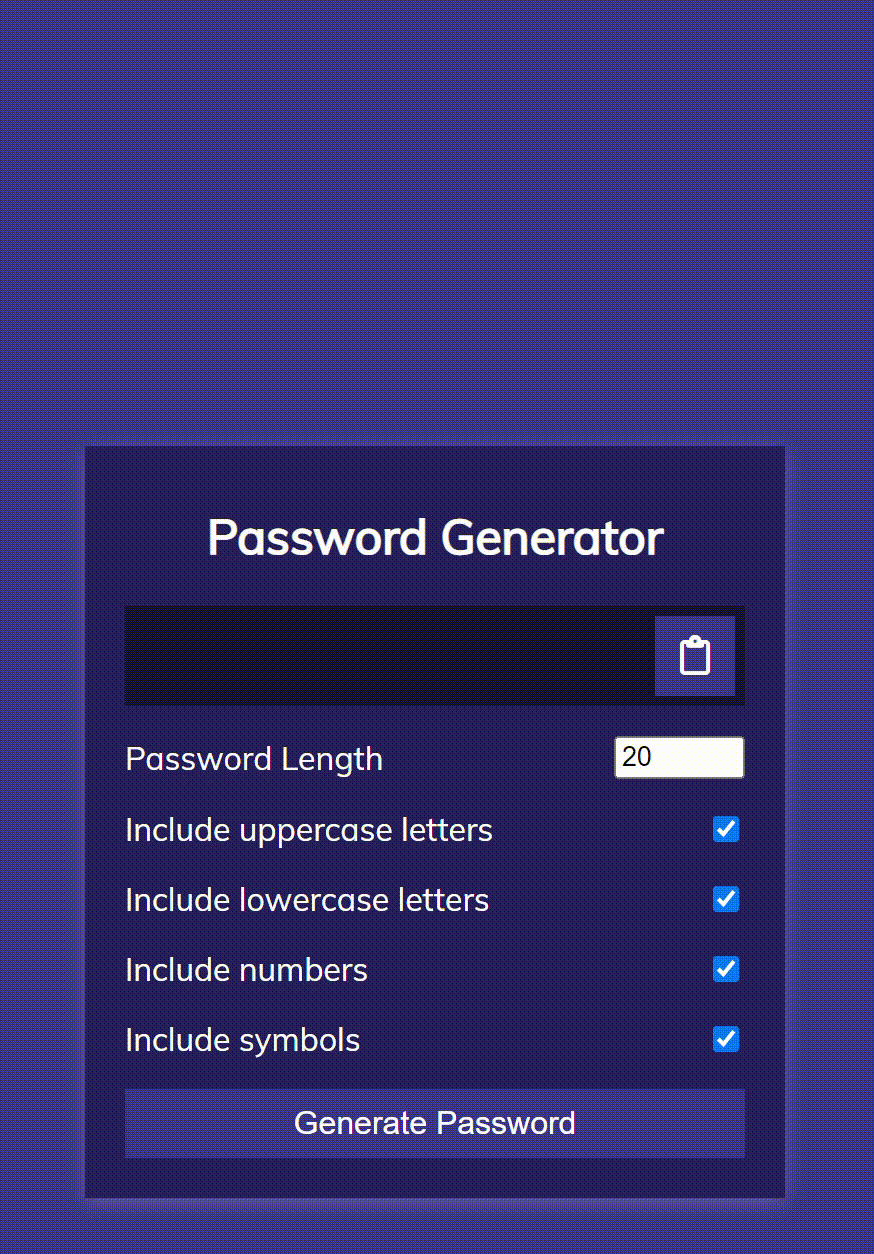 Password Generator
Password Length 20
Include uppercase letters
Include lowercase letters
Include numbers
Include symbols
Generate Password